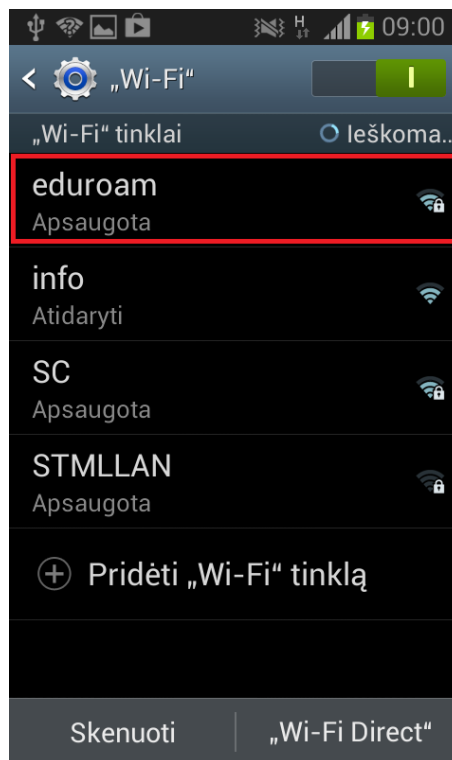 H 09:00
„Wi-Fi“
„Wi-Fi“ tinklai Ieškoma..
eduroam
Apsaugota
info
Atidaryti
SC
Apsaugota
STMLLAN
Apsaugota
Pridėti „Wi-Fi“ tinklą
Skenuoti „Wi-Fi Direct“